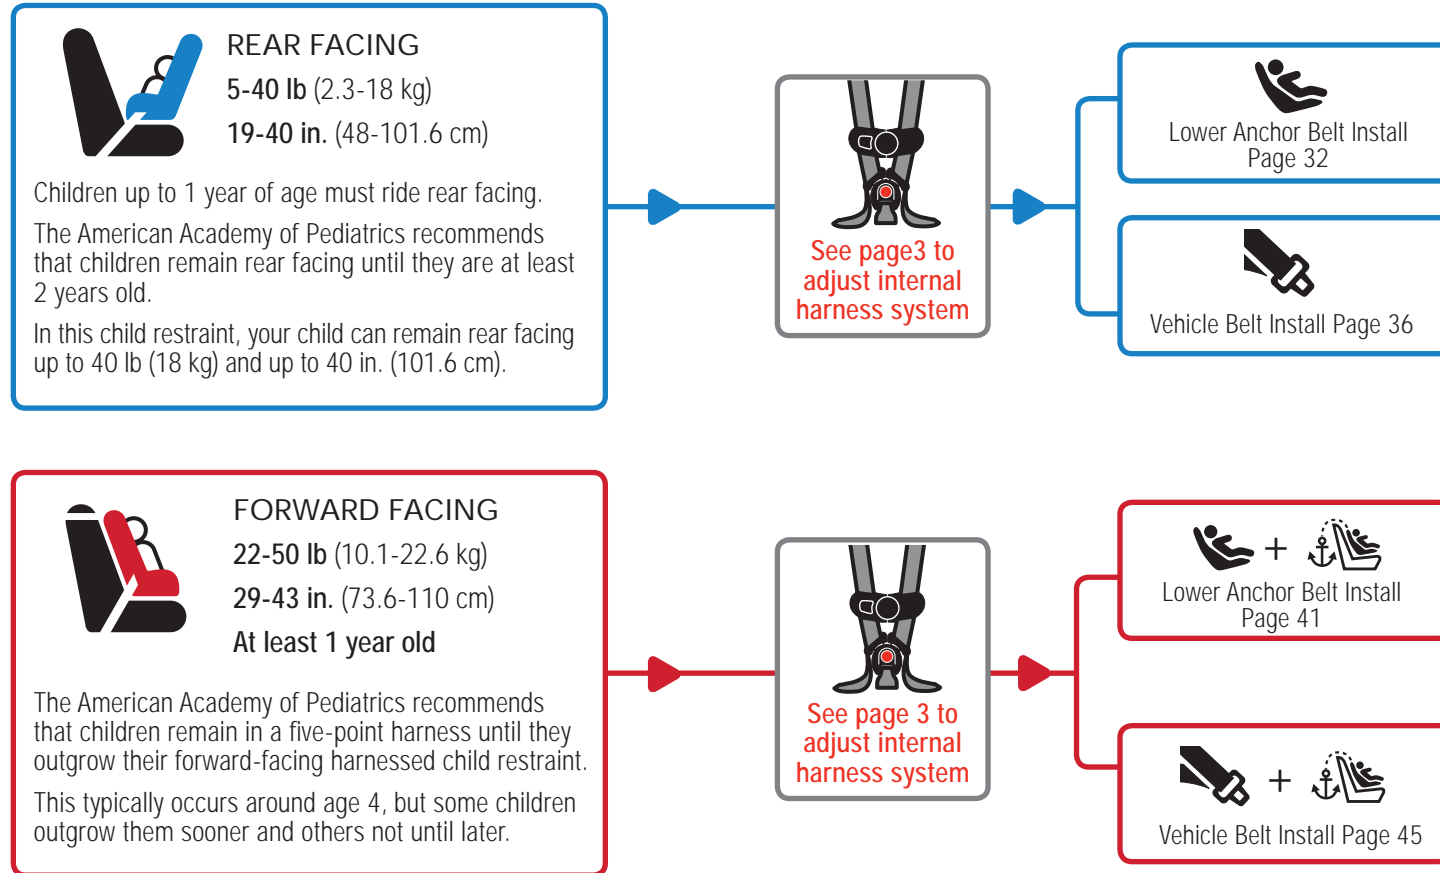 REAR FACING
5-40 lb (2.3-18 kg)
19-40 in. (48-101.6 cm)
Children up to 1 year of age must ride rear facing.
The American Academy of Pediatrics recommends
that children remain rear facing until they are at least
2 years old.
In this child restraint, your child can remain rear facing
up to 40 lb (18 kg) and up to 40 in. (101.6 cm).
See page3 to
adjust internal
harness system
Lower Anchor Belt Install
Page 32
Vehicle Belt Install Page 36
FORWARD FACING
22-50 lb (10.1-22.6 kg)
29-43 in. (73.6-110 cm)
At least 1 year old
The American Academy of Pediatrics recommends
that children remain in a five-point harness until they
outgrow their forward-facing harnessed child restraint.
This typically occurs around age 4, but some children
outgrow them sooner and others not until later.
See page 3 to
adjust internal
harness system
+
Lower Anchor Belt Install
Page 41
+
Vehicle Belt Install Page 45